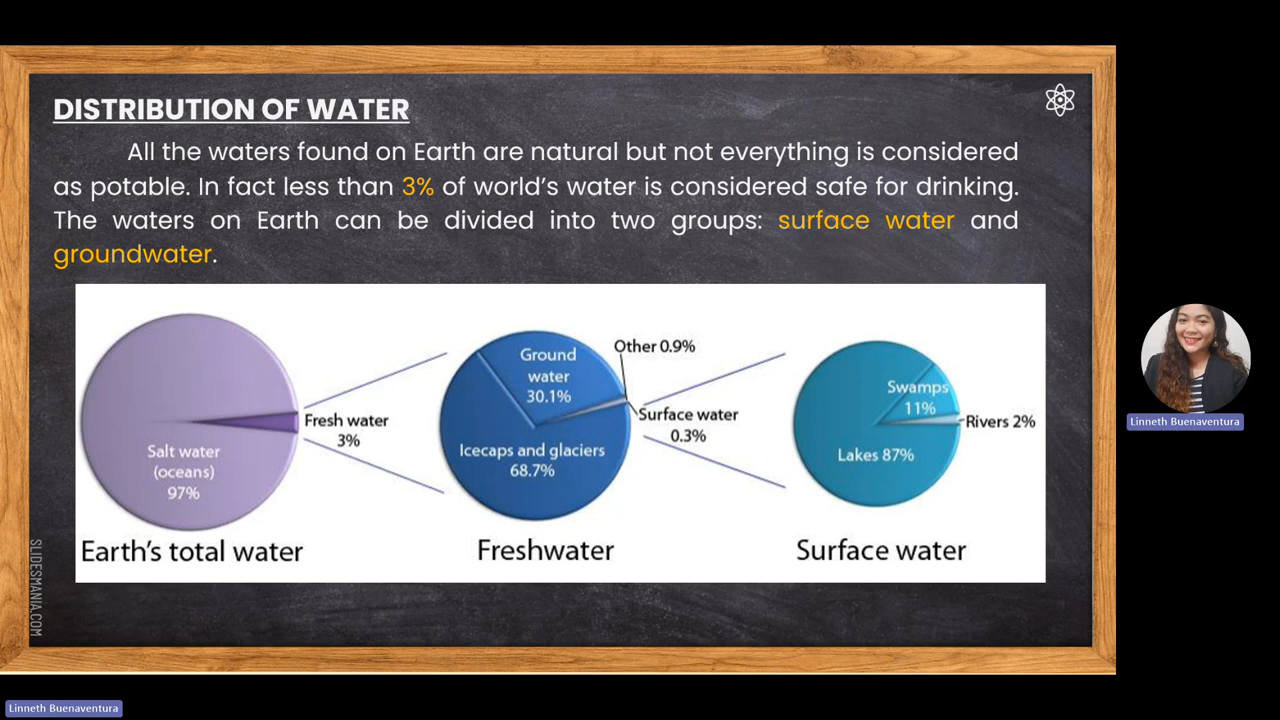 DISTRIBUTION OF WATER
All the waters found on Earth are natural but not everything is considered
as potable. In fact less than 3% of world's water is considered safe for drinking.
The waters on Earth can be divided into two groups: surface water and
groundwater.
Salt water
(oceans)
97%
Fresh water
3%
Earth's total water
Ground
water
30.1%
Other 0.9%
Surface water
0.3%
Icecaps and glaciers
68.7%
Freshwater
Swamps
11%
Rivers 2%
Lakes 87%
Surface water
SLIDESMANIA.COM
Linneth Buenaventura
Linneth Buenaventura